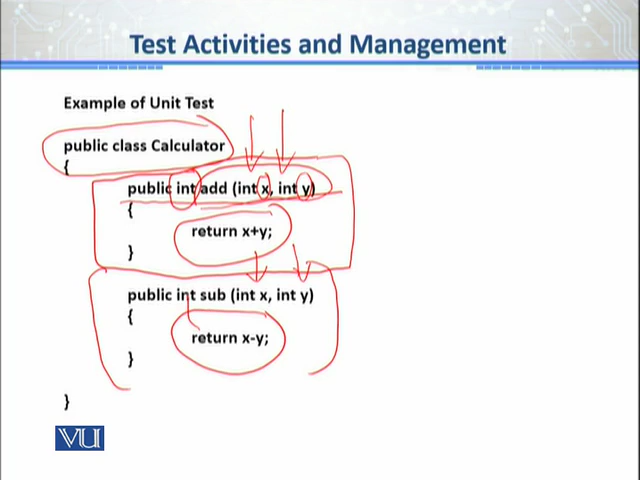 Test Activities and Management
Example of Unit Test
public class Calculator
{
public int add (int x, int y)
{
return x+y;
}
public int sub (int x, int y)
{
return x-y;
}
}
VU